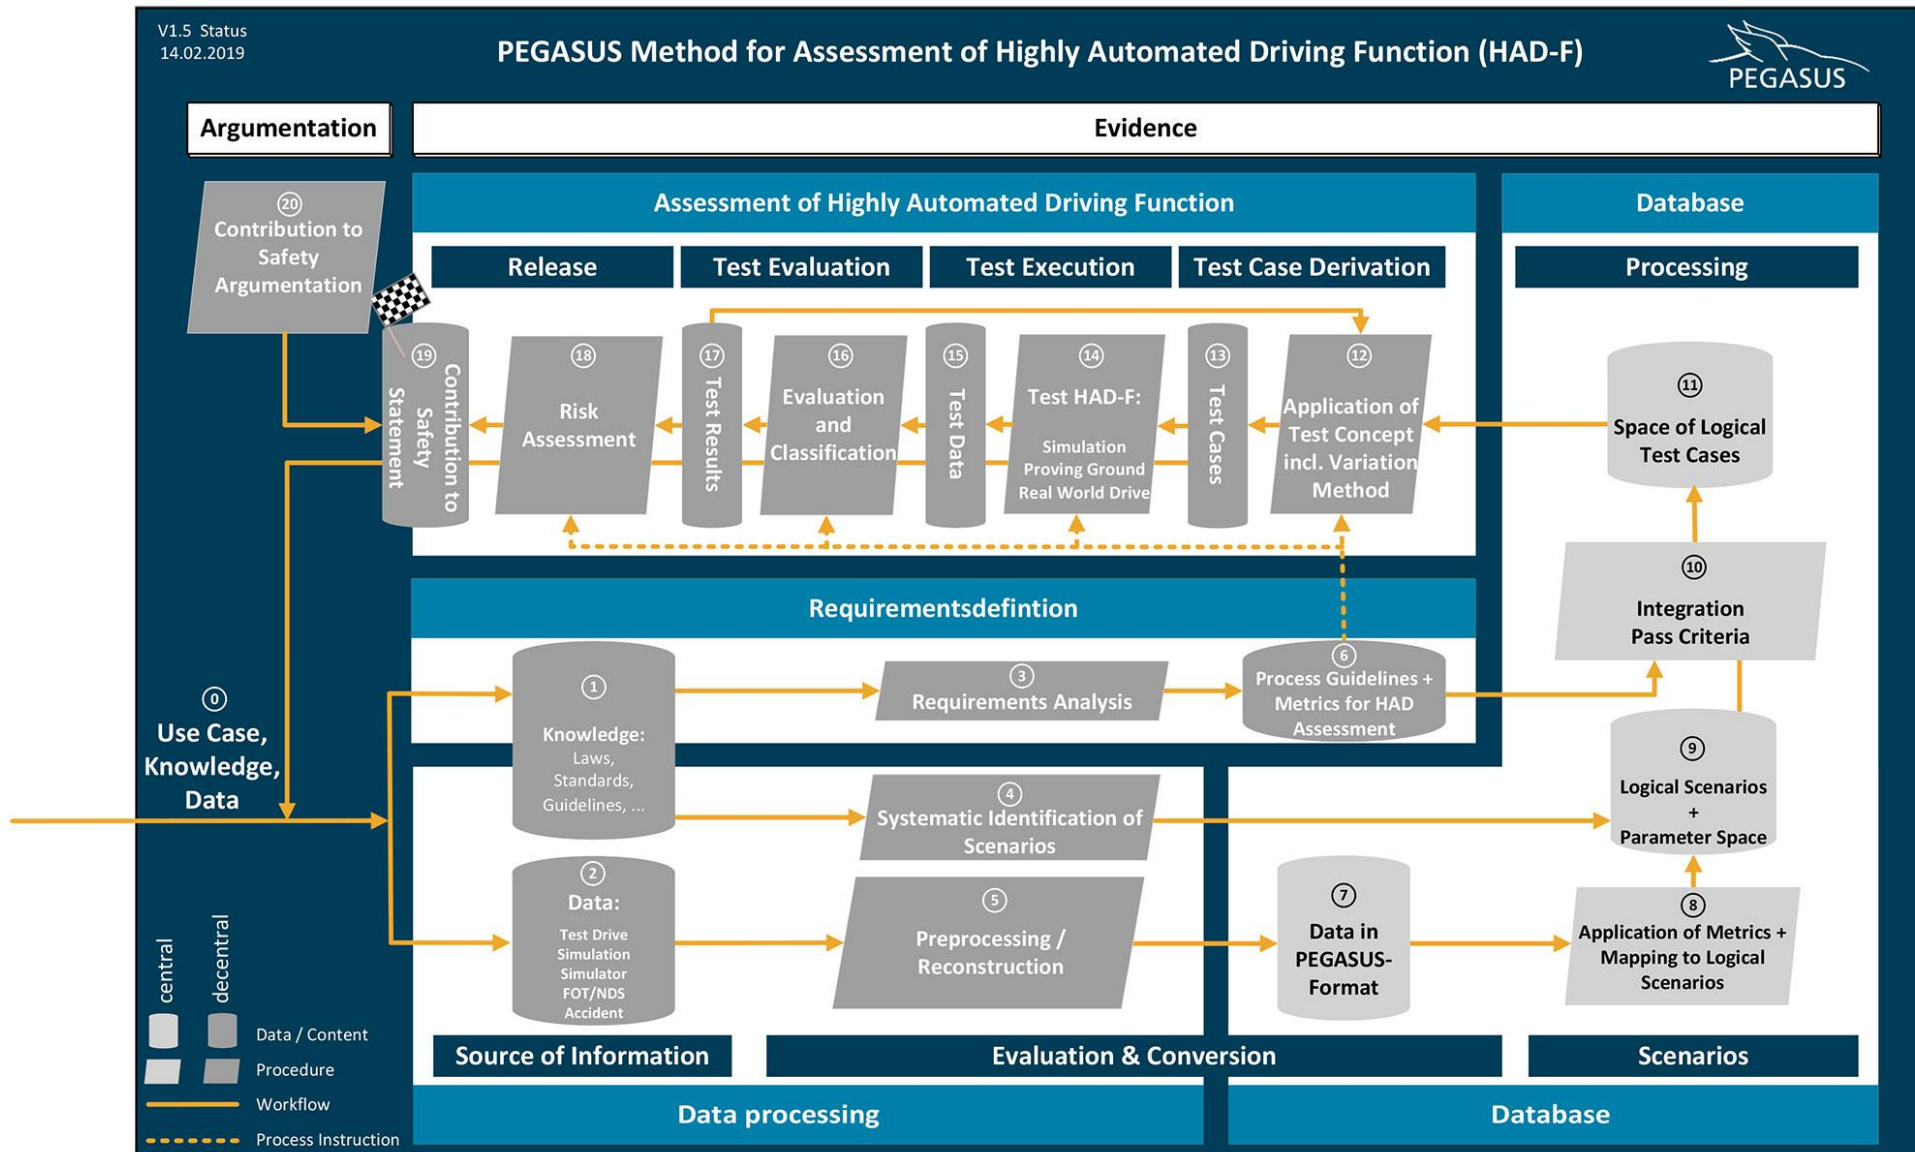 V1.5 Status
14.02.2019
PEGASUS Method for Assessment of Highly Automated Driving Function (HAD-F)
PEGASUS
Argumentation
Evidence
20
Contribution to
Safety
Argumentation
Assessment of Highly Automated Driving Function
Database
Release
Test Evaluation
Test Execution
Test Case Derivation
Processing
19
Contribution to
Safety
Statement
18
Risk
Assessment
17
Test Results
16
Evaluation
and
Classification
15
Test Data
14
Test HAD-F:
Simulation
Proving Ground
Real World Drive
13
Test Cases
12
Application of
Test Concept
incl. Variation
Method
11
Space of Logical
Test Cases
10
Integration
Pass Criteria
Requirementsdefintion
0
Use Case,
Knowledge,
Data
1
Knowledge:
Laws,
Standards,
Guidelines, ...
3
Requirements Analysis
6
Process Guidelines +
Metrics for HAD
Assessment
9
Logical Scenarios
+
Parameter Space
4
Systematic Identification of
Scenarios
2
Data:
Test Drive
Simulation
Simulator
FOT/NDS
Accident
5
Preprocessing /
Reconstruction
7
Data in
PEGASUS-
Format
8
Application of Metrics +
Mapping to Logical
Scenarios
central
decentral
Data / Content
Procedure
Workflow
Process Instruction
Source of Information
Evaluation & Conversion
Scenarios
Data processing
Database